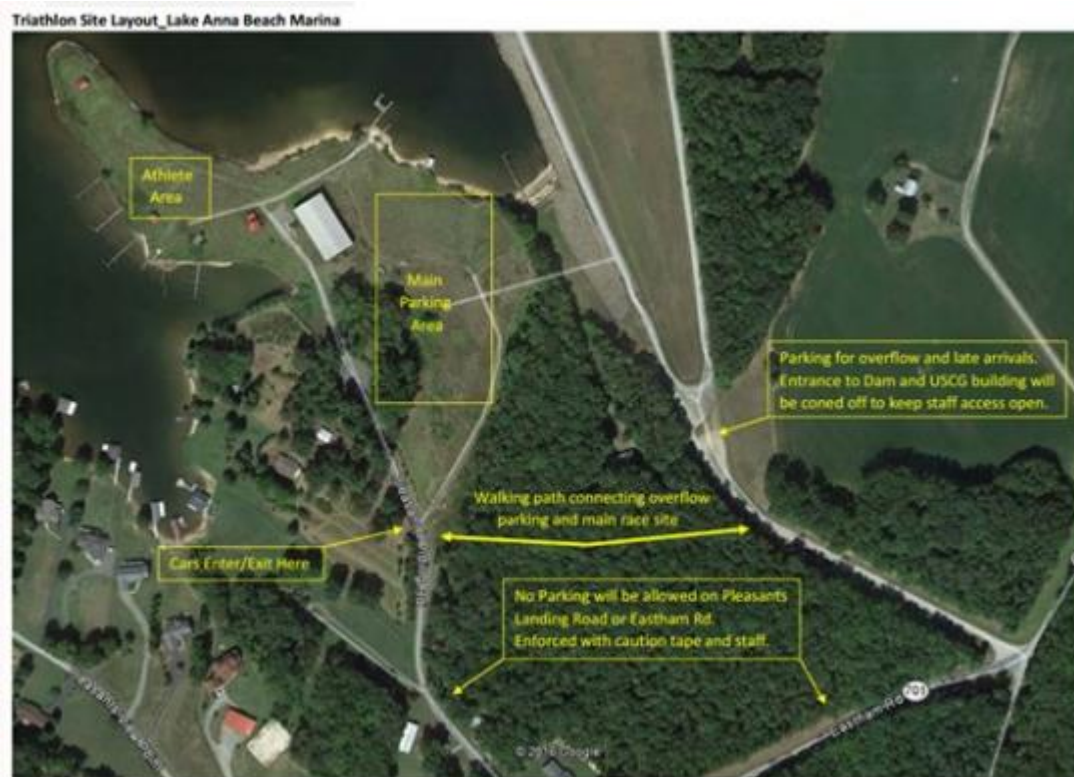 Triathlon Site Layout_Lake Anna Beach Marina
Athlete
Area
Main
Parking
Area
Parking for overflow and late arrivals.
Entrance to Dam and USCG building will
be coned off to keep staff access open.
Walking path connecting overflow
parking and main race site
Cars Enter/Exit Here
No Parking will be allowed on Pleasants
Landing Road or Eastham Rd.
Enforced with caution tape and staff.
701
Eastham Rd
© 2016 Google